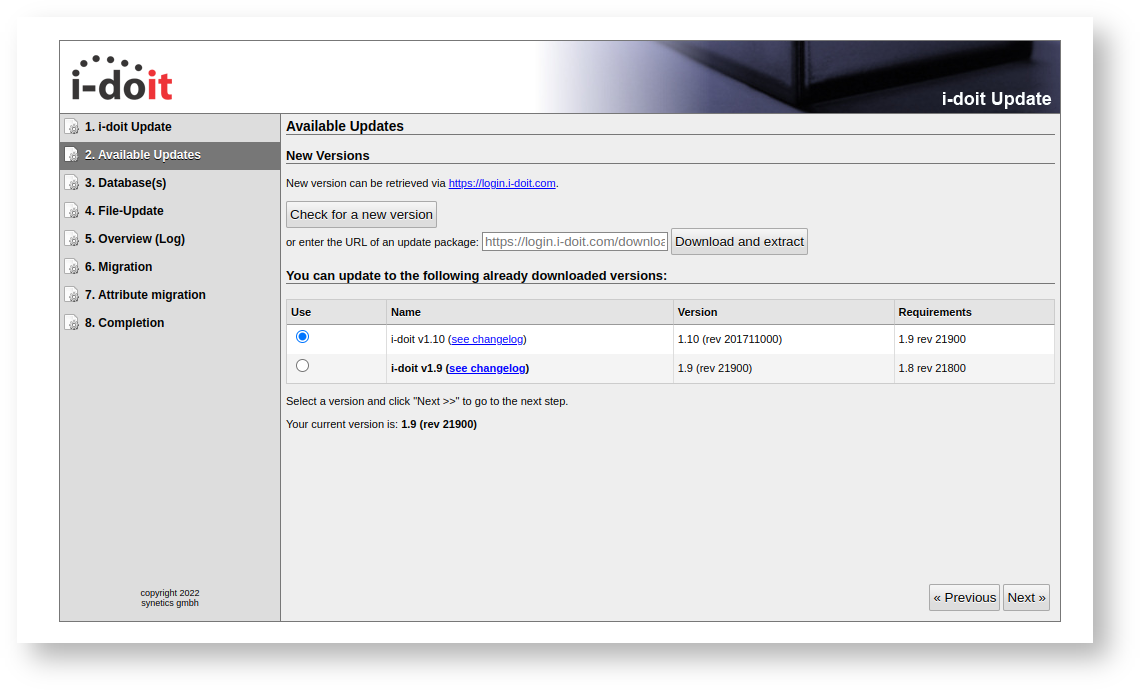 i-doit
i-doit Update
1. i-doit Update
2. Available Updates
3. Database(s)
4. File-Update
5. Overview (Log)
6. Migration
7. Attribute migration
8. Completion
copyright 2022
synetics gmbh
Available Updates
New Versions
New version can be retrieved via https://login.i-doit.com.
Check for a new version
or enter the URL of an update package: https://login.i-doit.com/downloa Download and extract
You can update to the following already downloaded versions:
Use Name Version Requirements
i-doit v1.10 (see changelog) 1.10 (rev 201711000) 1.9 rev 21900
i-doit v1.9 (see changelog) 1.9 (rev 21900) 1.8 rev 21800
Select a version and click "Next >>" to go to the next step.
Your current version is: 1.9 (rev 21900)
« Previous Next »